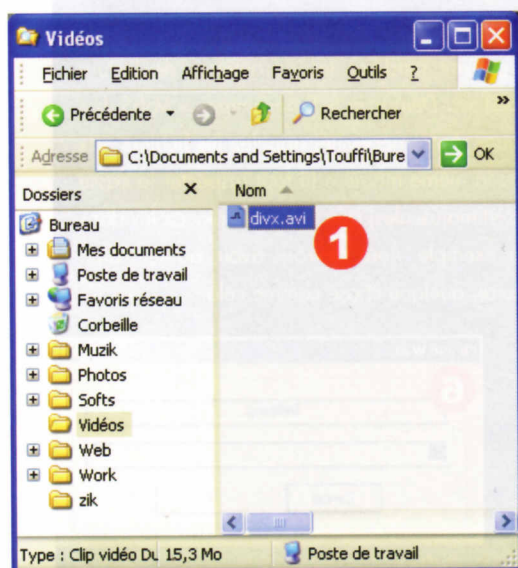 Vidéos
Fichier Edition Affichage Favoris Outils ?
Précédente Rechercher »
Adresse C:\Documents and Settings\Touffi\Bure OK
Dossiers X Nom
Bureau
divx.avi
1
Mes documents
Poste de travail
Favoris réseau
Corbeille
Muzik
Photos
Softs
Vidéos
Web
Work
zik
Type : Clip vidéo Du 15,3 Mo Poste de travail